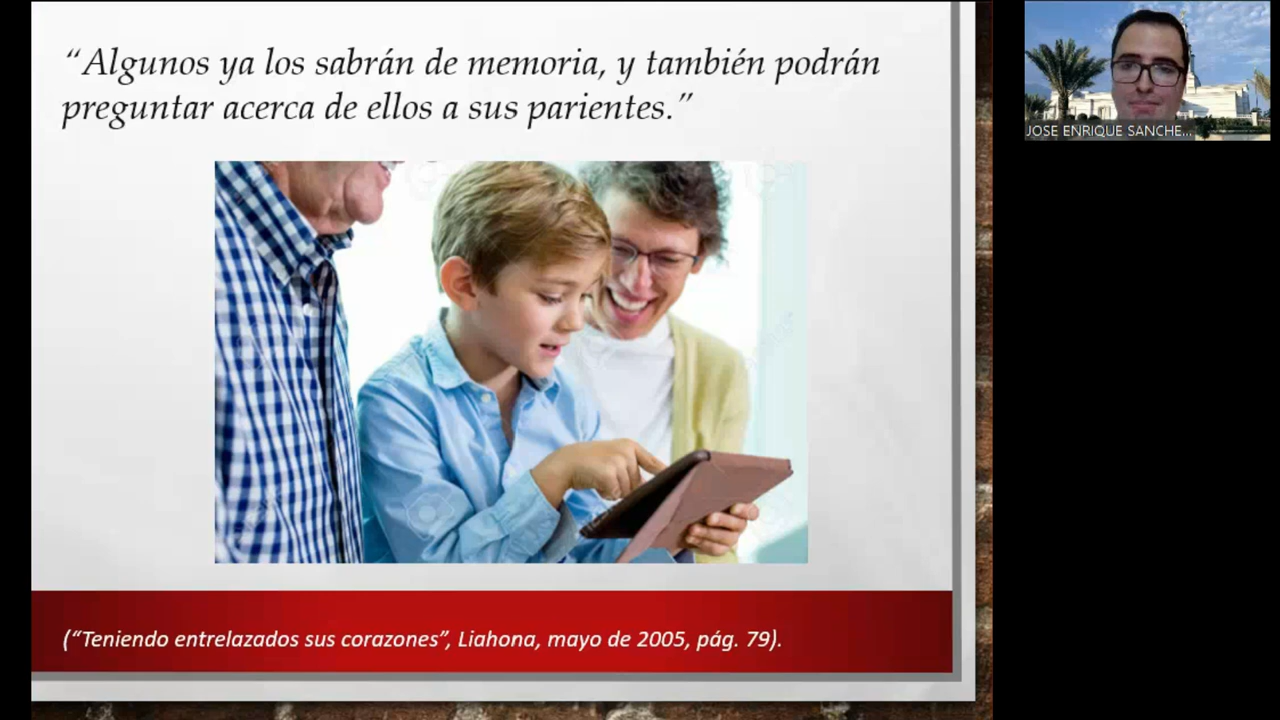 “Algunos ya los sabrán de memoria, y también podrán
preguntar acerca de ellos a sus parientes.”
JOSE ENRIQUE SANCHE...
(“Teniendo entrelazados sus corazones”, Liahona, mayo de 2005, pág. 79).